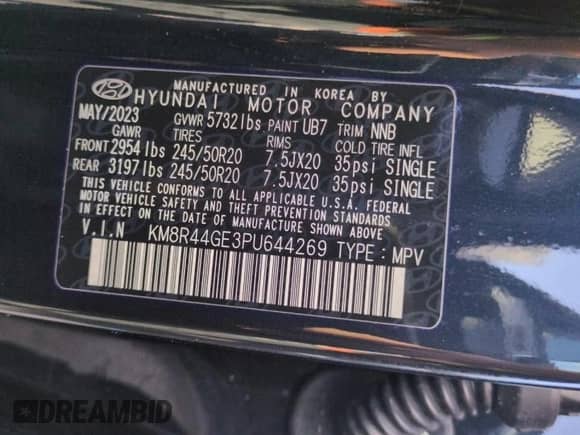 MANUFACTURED IN KOREA BY
HYUNDAI MOTOR COMPANY
MAY/2023 GVWR 5732lbs PAINT UB7 TRIM NNB
GAWR TIRES RIMS COLD TIRE INFL
FRONT 2954lbs 245/50R20 7.5JX20 35psi SINGLE
REAR 3197lbs 245/50R20 7.5JX20 35psi SINGLE
THIS VEHICLE CONFORMS TO ALL APPLICABLE U.S.A. FEDERAL
MOTOR VEHICLE SAFETY, BUMPER, AND THEFT PREVENTION STANDARDS
IN EFFECT ON THE DATE OF MANUFACTURE SHOWN ABOVE
V.I.N KM8R44GE3PU644269 TYPE : MPV
DREAMBID